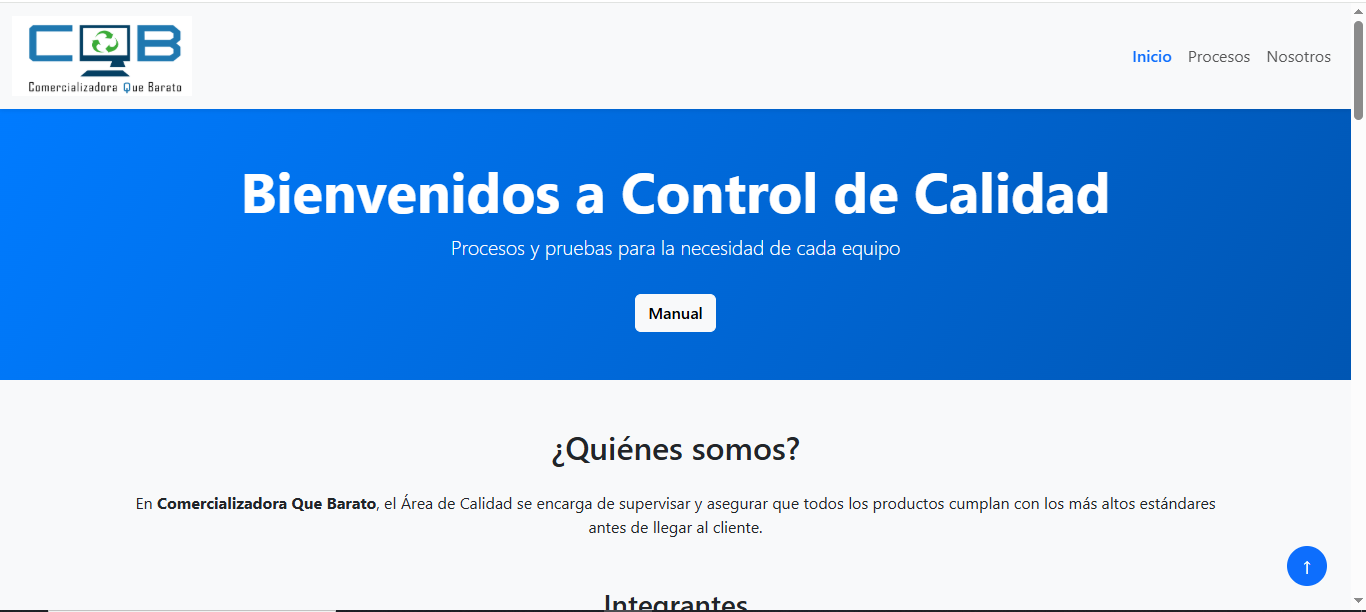 CQB
Comercializadora Que Barato
Inicio Procesos Nosotros
Bienvenidos a Control de Calidad
Procesos y pruebas para la necesidad de cada equipo
Manual
¿Quiénes somos?
En Comercializadora Que Barato, el Área de Calidad se encarga de supervisar y asegurar que todos los productos cumplan con los más altos estándares
antes de llegar al cliente.
↑
Integrantes